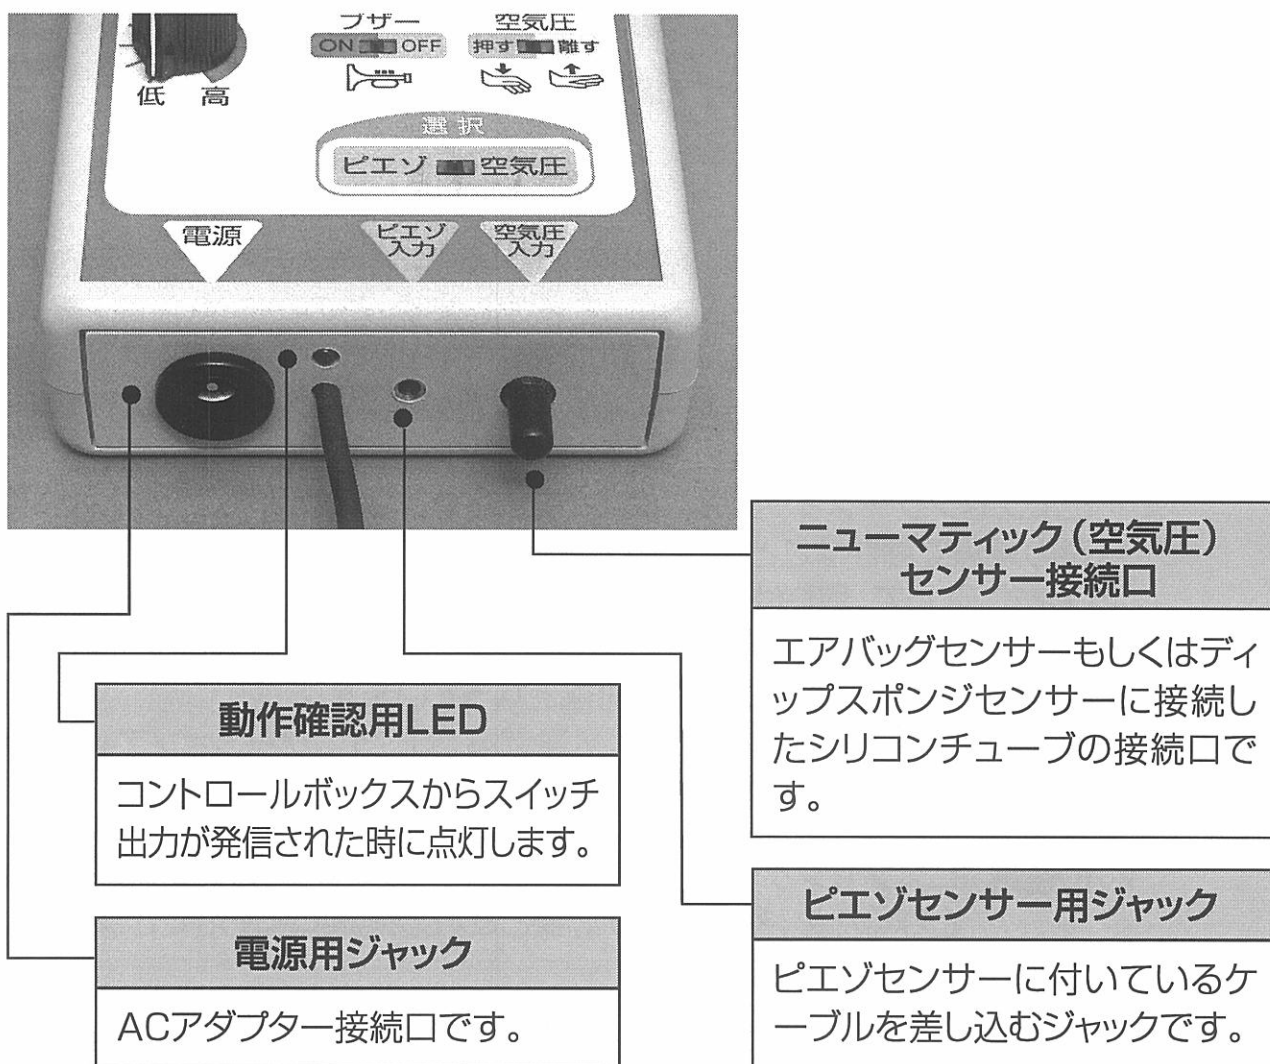 ブザー
空気圧
ON OFF
押す 離す
低 高
選択
ピエゾ 空気圧
電源
ピエゾ
入力
空気圧
入力
ニューマティック(空気圧)
センサー接続口
エアバッグセンサーもしくはディ
ップスポンジセンサーに接続し
たシリコンチューブの接続口で
す。
動作確認用LED
コントロールボックスからスイッチ
出力が発信された時に点灯します。
ピエゾセンサー用ジャック
ピエゾセンサーに付いているケ
ーブルを差し込むジャックです。
電源用ジャック
ACアダプター接続口です。